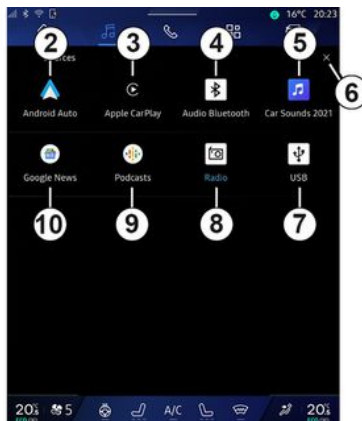 16°C 20:23
2 3 4 5
6
Android Auto Apple CarPlay Audio Bluetooth Car Sounds 2021
Google News Podcasts Radio USB
10 9 8 7
20 5 A/C 20